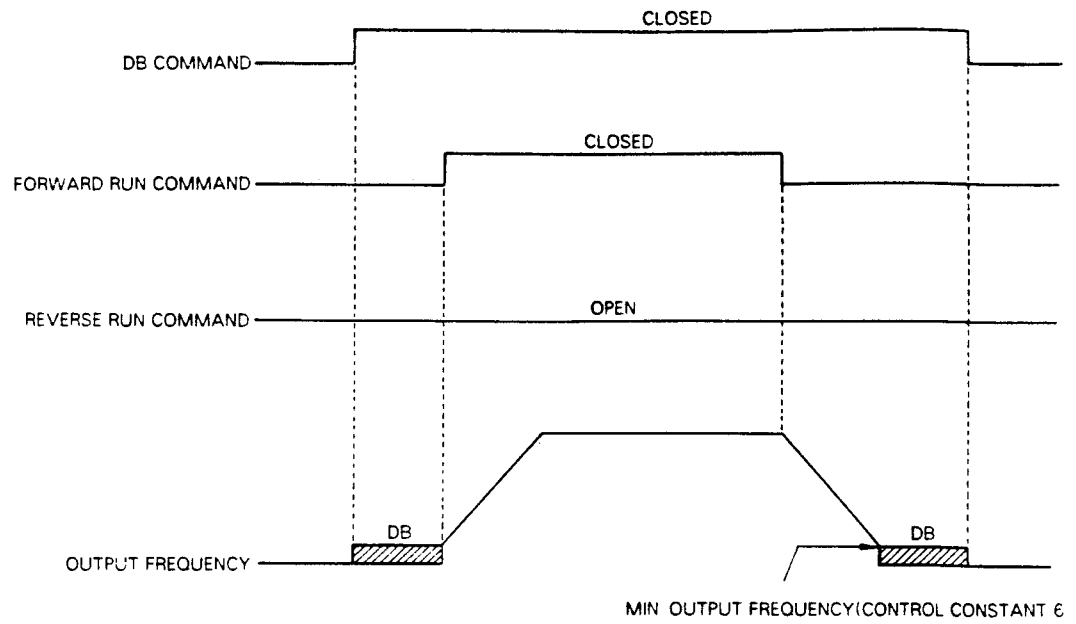 CLOSED
DB COMMAND
CLOSED
FORWARD RUN COMMAND
OPEN
REVERSE RUN COMMAND
DB
DB
OUTPUT FREQUENCY
MIN OUTPUT FREQUENCY(CONTROL CONSTANT